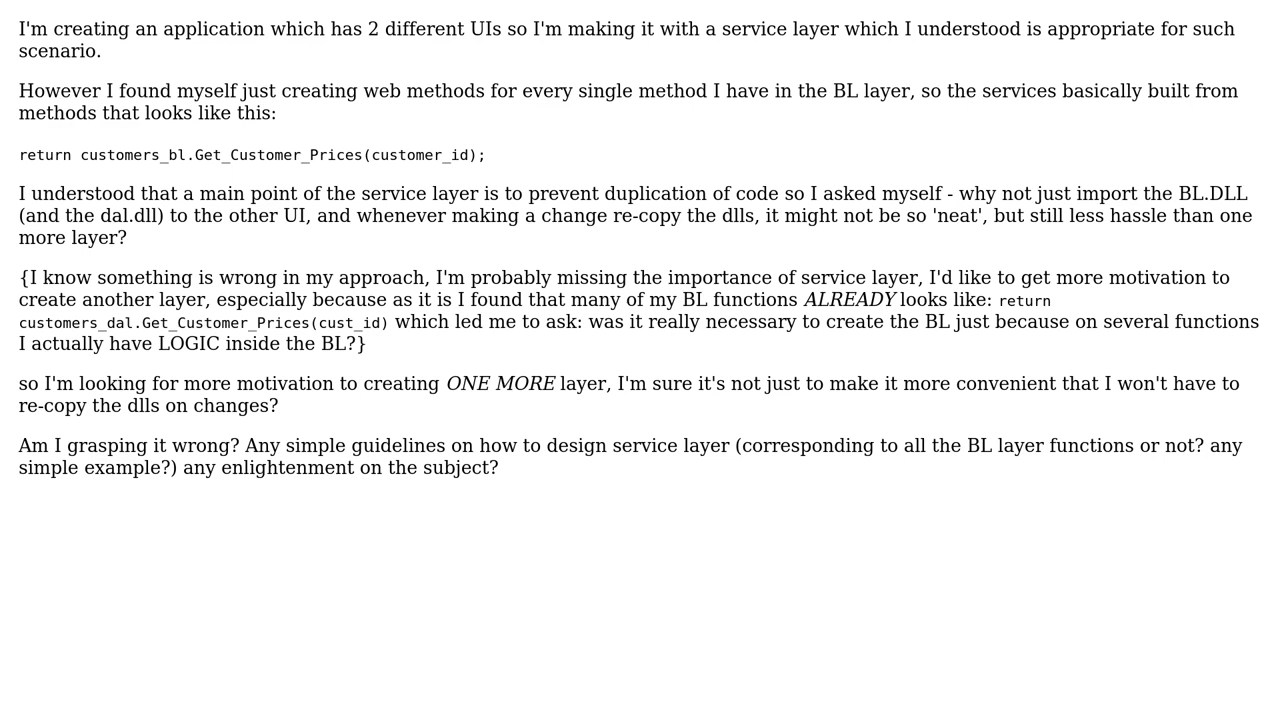 I'm creating an application which has 2 different UIs so I'm making it with a service layer which I understood is appropriate for such
scenario.
However I found myself just creating web methods for every single method I have in the BL layer, so the services basically built from
methods that looks like this:
return customers_bl.Get_Customer_Prices(customer_id);
I understood that a main point of the service layer is to prevent duplication of code so I asked myself - why not just import the BL.DLL
(and the dal.dll) to the other UI, and whenever making a change re-copy the dlls, it might not be so 'neat', but still less hassle than one
more layer?
{I know something is wrong in my approach, I'm probably missing the importance of service layer, I'd like to get more motivation to
create another layer, especially because as it is I found that many of my BL functions ALREADY looks like: return
customers_dal.Get_Customer_Prices(cust_id) which led me to ask: was it really necessary to create the BL just because on several functions
I actually have LOGIC inside the BL?}
so I'm looking for more motivation to creating ONE MORE layer, I'm sure it's not just to make it more convenient that I won't have to
re-copy the dlls on changes?
Am I grasping it wrong? Any simple guidelines on how to design service layer (corresponding to all the BL layer functions or not? any
simple example?) any enlightenment on the subject?